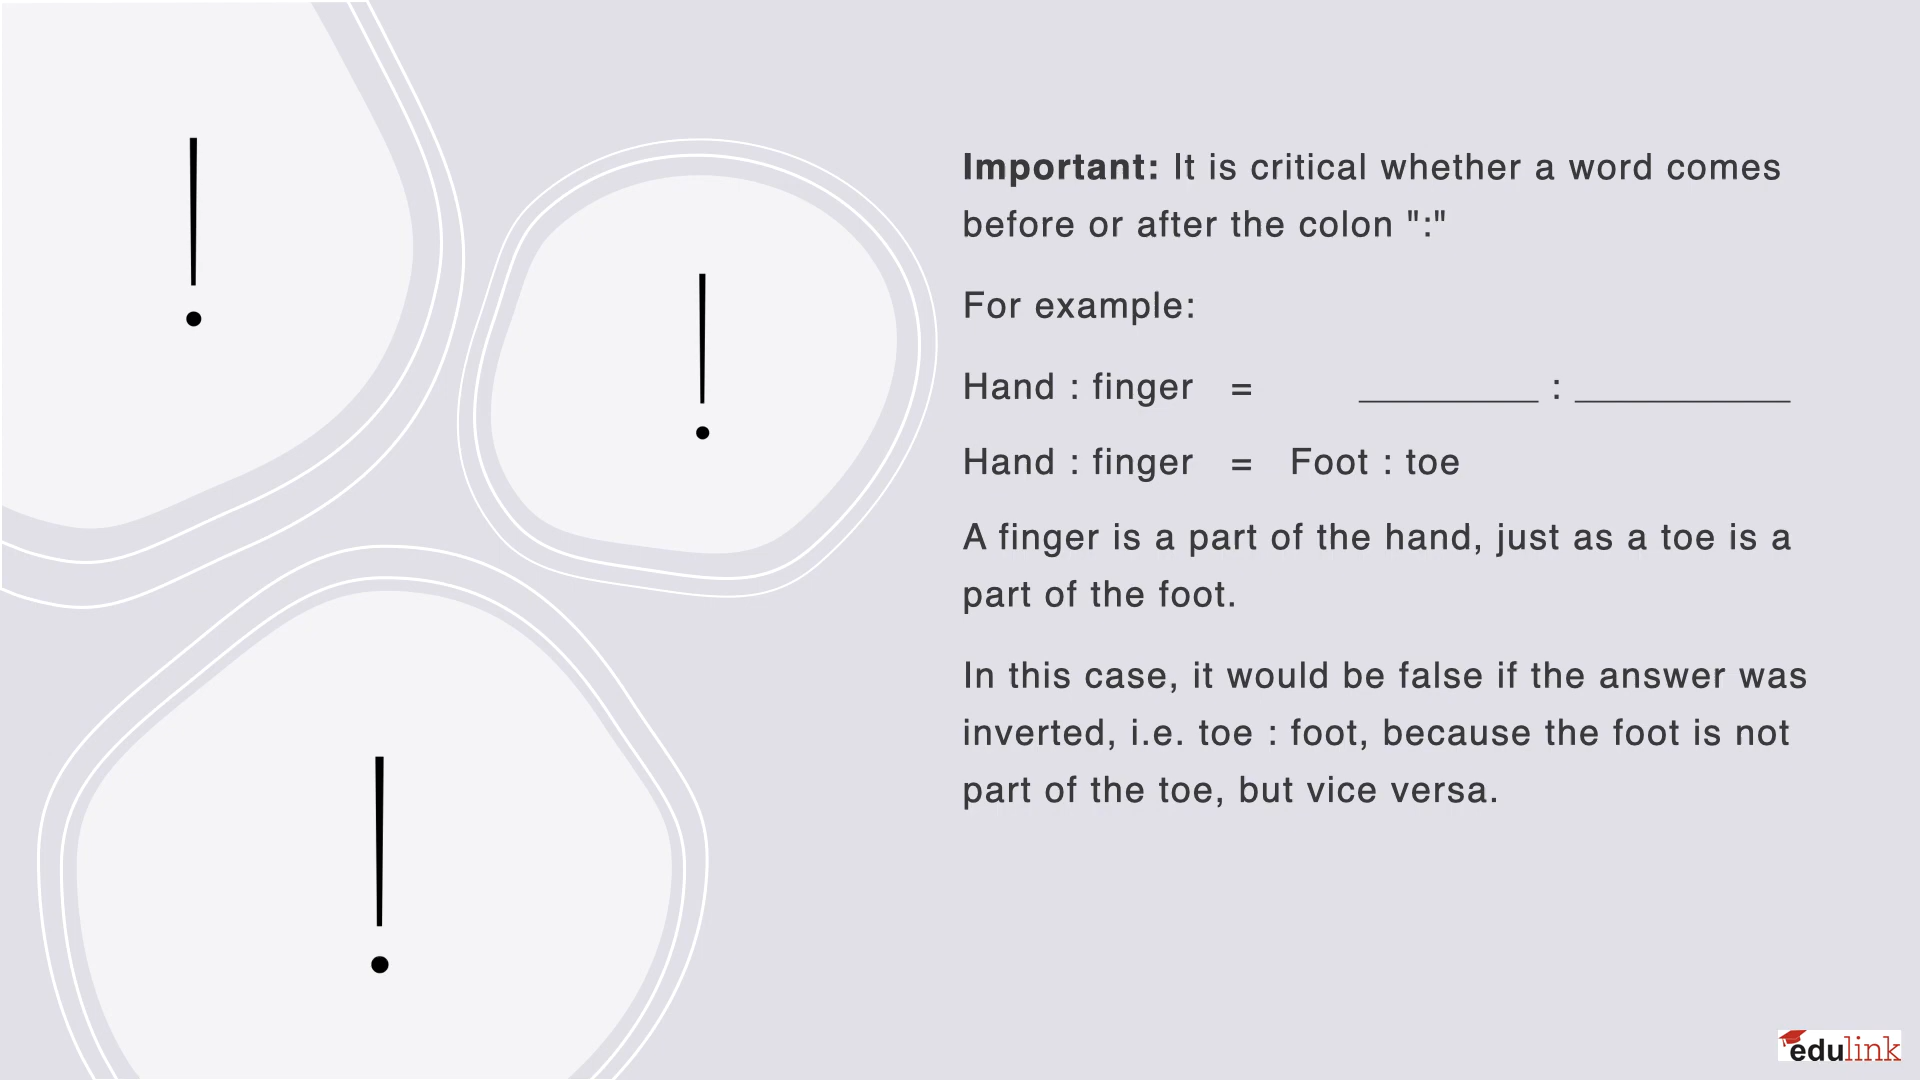 !
!
!
Important: It is critical whether a word comes
before or after the colon ":"
For example:
Hand : finger = __________ : ____________
Hand : finger = Foot : toe
A finger is a part of the hand, just as a toe is a
part of the foot.
In this case, it would be false if the answer was
inverted, i.e. toe : foot, because the foot is not
part of the toe, but vice versa.
edulink